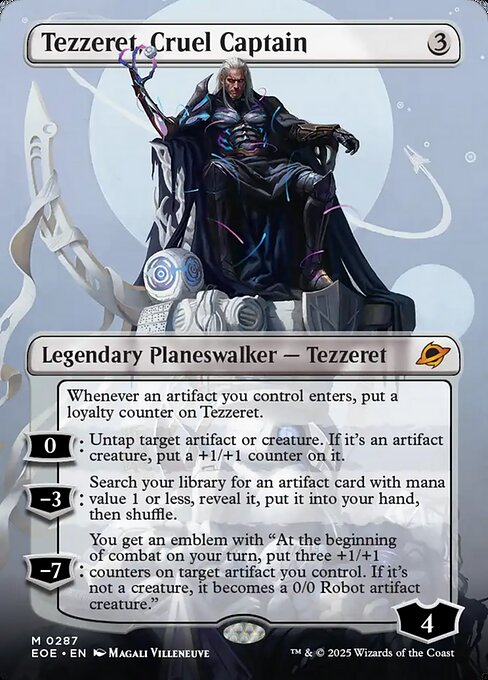 Tezzeret, Cruel Captain
3
Legendary Planeswalker — Tezzeret
Whenever an artifact you control enters, put a
loyalty counter on Tezzeret.
0 : Untap target artifact or creature. If it's an artifact
creature, put a +1/+1 counter on it.
Search your library for an artifact card with mana
−3 : value 1 or less, reveal it, put it into your hand,
then shuffle.
You get an emblem with “At the beginning
of combat on your turn, put three +1/+1
−7 : counters on target artifact you control. If it's
not a creature, it becomes a 0/0 Robot artifact
creature.”
4
M 0287
EOE • EN Magali Villeneuve
™ & © 2025 Wizards of the Coast